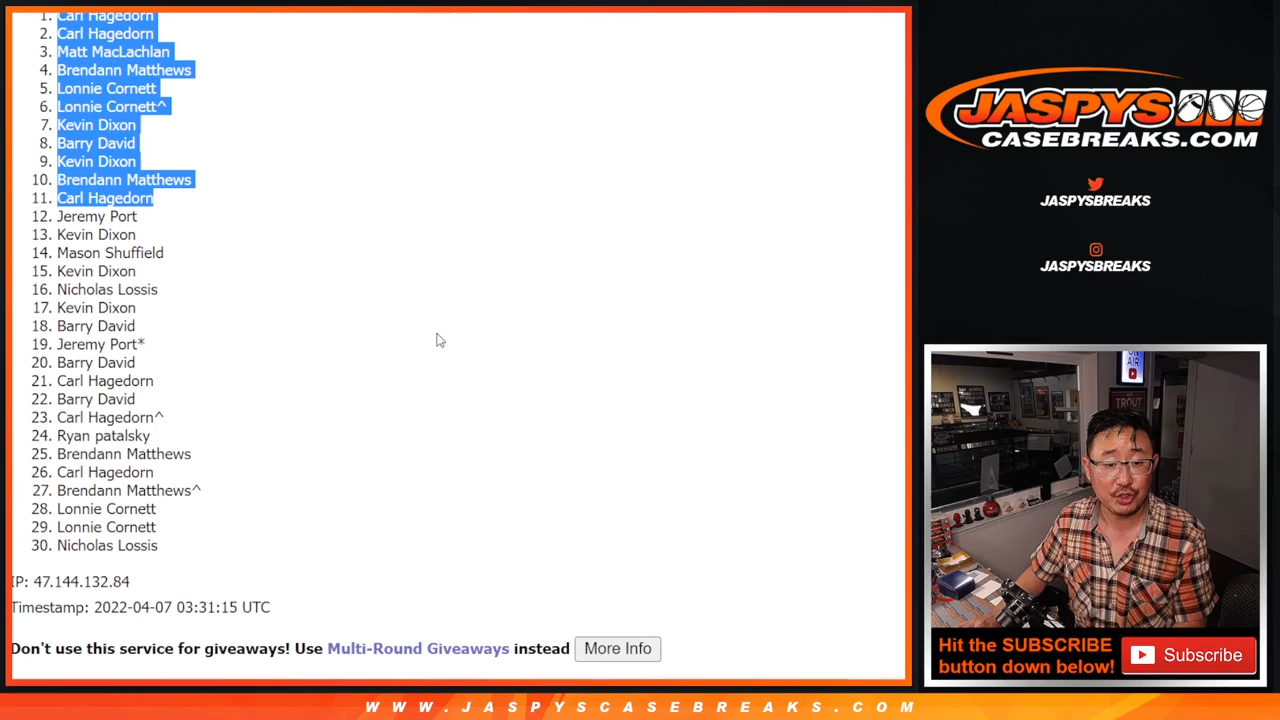 1. Carl Hagedorn
2. Carl Hagedorn
3. Matt MacLachlan
4. Brendann Matthews
5. Lonnie Cornett
6. Lonnie Cornett^
7. Kevin Dixon
8. Barry David
9. Kevin Dixon
10. Brendann Matthews
11. Carl Hagedorn
12. Jeremy Port
13. Kevin Dixon
14. Mason Shuffield
15. Kevin Dixon
16. Nicholas Lossis
17. Kevin Dixon
18. Barry David
19. Jeremy Port*
20. Barry David
21. Carl Hagedorn
22. Barry David
23. Carl Hagedorn^
24. Ryan patalsky
25. Brendann Matthews
26. Carl Hagedorn
27. Brendann Matthews^
28. Lonnie Cornett
29. Lonnie Cornett
30. Nicholas Lossis
IP: 47.144.132.84
Timestamp: 2022-04-07 03:31:15 UTC
Don't use this service for giveaways! Use Multi-Round Giveaways instead More Info
JASPYS
CASEBREAKS.COM
JASPYSBREAKS
JASPYSBREAKS
ON
AIR
TROUT
Hit the SUBSCRIBE
button down below!
Subscribe
WWW.JASPYSCASEBREAKS.COM